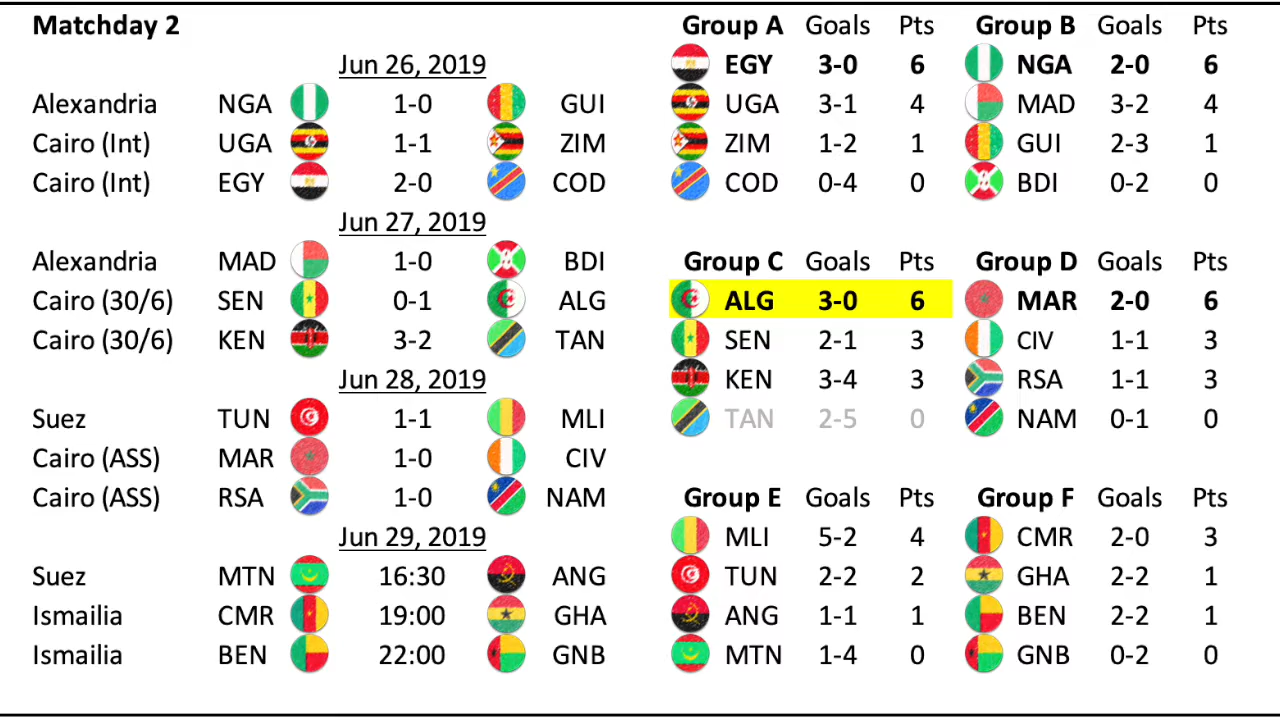 Matchday 2
Jun 26, 2019
Alexandria NGA 1-0 GUI
Cairo (Int) UGA 1-1 ZIM
Cairo (Int) EGY 2-0 COD
Jun 27, 2019
Alexandria MAD 1-0 BDI
Cairo (30/6) SEN 0-1 ALG
Cairo (30/6) KEN 3-2 TAN
Jun 28, 2019
Suez TUN 1-1 MLI
Cairo (ASS) MAR 1-0 CIV
Cairo (ASS) RSA 1-0 NAM
Jun 29, 2019
Suez MTN 16:30 ANG
Ismailia CMR 19:00 GHA
Ismailia BEN 22:00 GNB
Group A Goals Pts
EGY 3-0 6
UGA 3-1 4
ZIM 1-2 1
COD 0-4 0
Group B Goals Pts
NGA 2-0 6
MAD 3-2 4
GUI 2-3 1
BDI 0-2 0
Group C Goals Pts
ALG 3-0 6
SEN 2-1 3
KEN 3-4 3
TAN 2-5 0
Group D Goals Pts
MAR 2-0 6
CIV 1-1 3
RSA 1-1 3
NAM 0-1 0
Group E Goals Pts
MLI 5-2 4
TUN 2-2 2
ANG 1-1 1
MTN 1-4 0
Group F Goals Pts
CMR 2-0 3
GHA 2-2 1
BEN 2-2 1
GNB 0-2 0